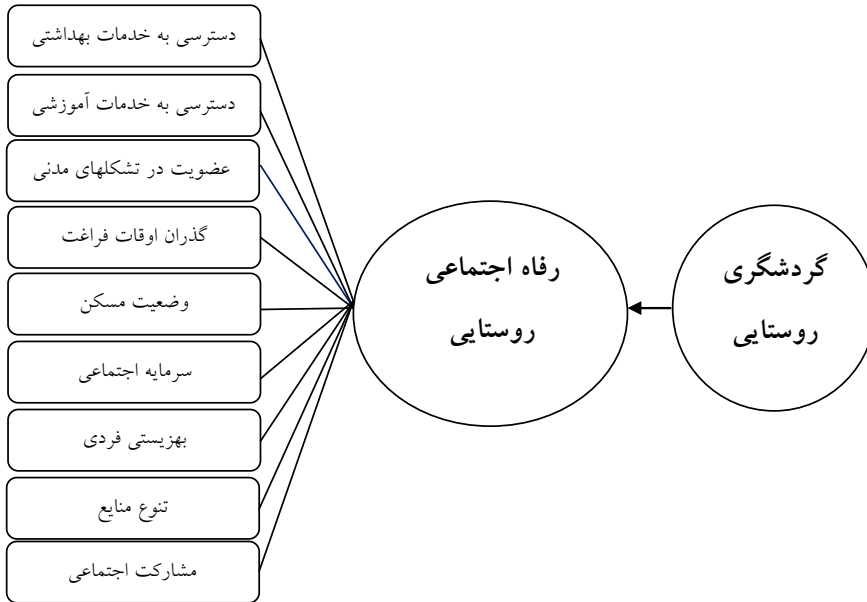 دسترسی به خدمات بهداشتی
دسترسی به خدمات آموزشی
عضویت در تشکلهای مدنی
گذران اوقات فراغت
وضعیت مسکن
سرمایه اجتماعی
بهزیستی فردی
تنوع منابع
مشارکت اجتماعی
رفاه اجتماعی
روستایی
گردشگری
روستایی